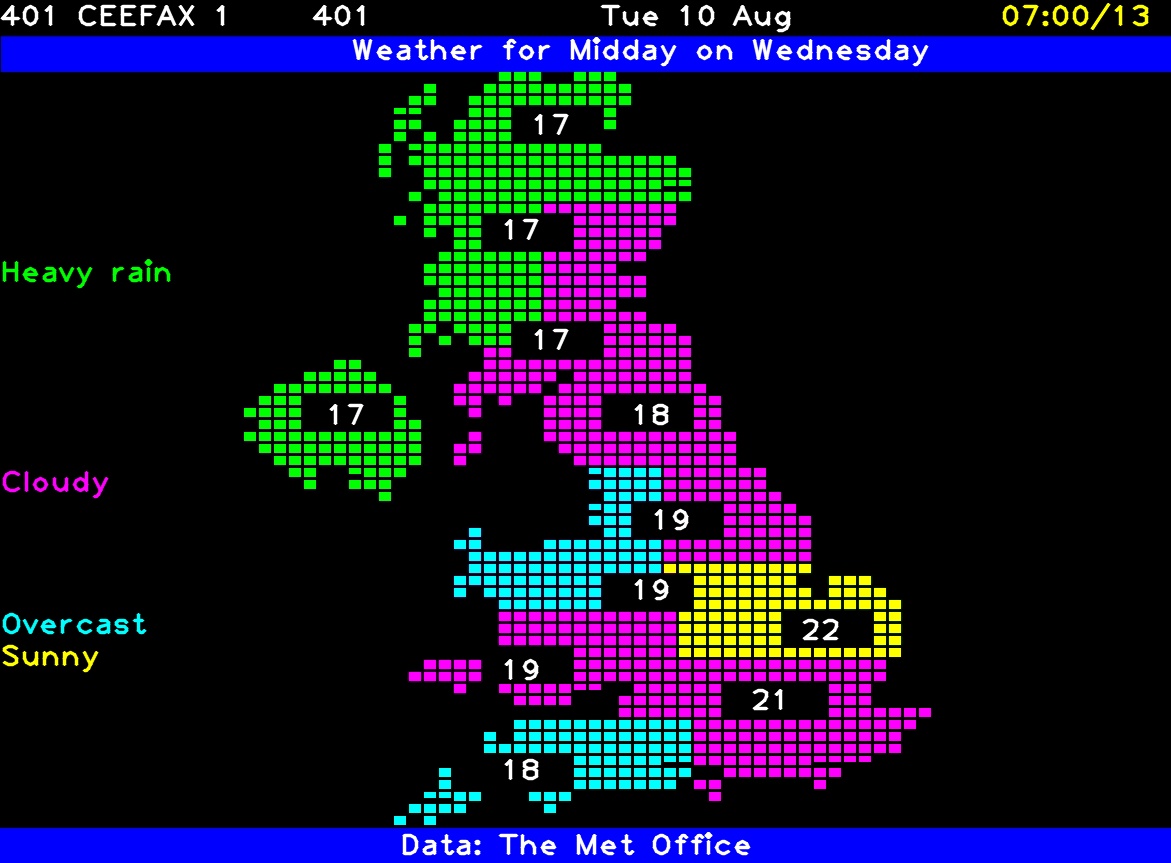 401 CEEFAX 1 401 Tue 10 Aug 07:00/13
Weather for Midday on Wednesday
17
17
Heavy rain
17
17
18
Cloudy
19
19
Overcast
22
Sunny
19
21
18
Data: The Met Office